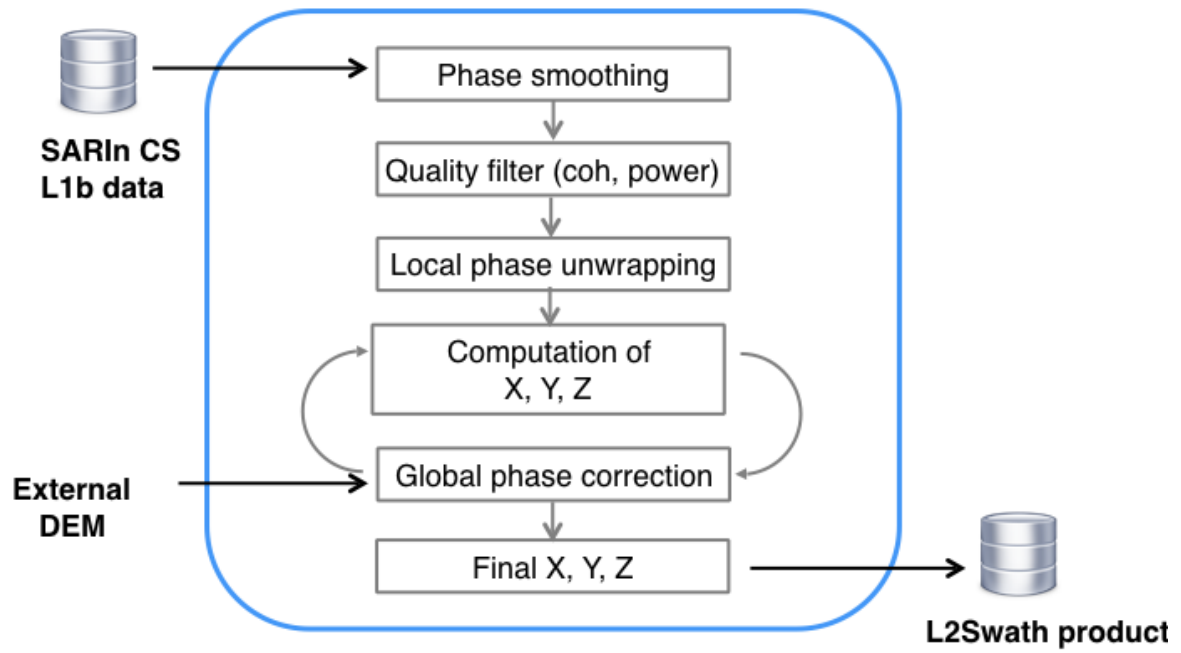 Phase smoothing
SARIn CS
L1b data
Quality filter (coh, power)
Local phase unwrapping
Computation of
X, Y, Z
Global phase correction
External
DEM
Final X, Y, Z
L2Swath product